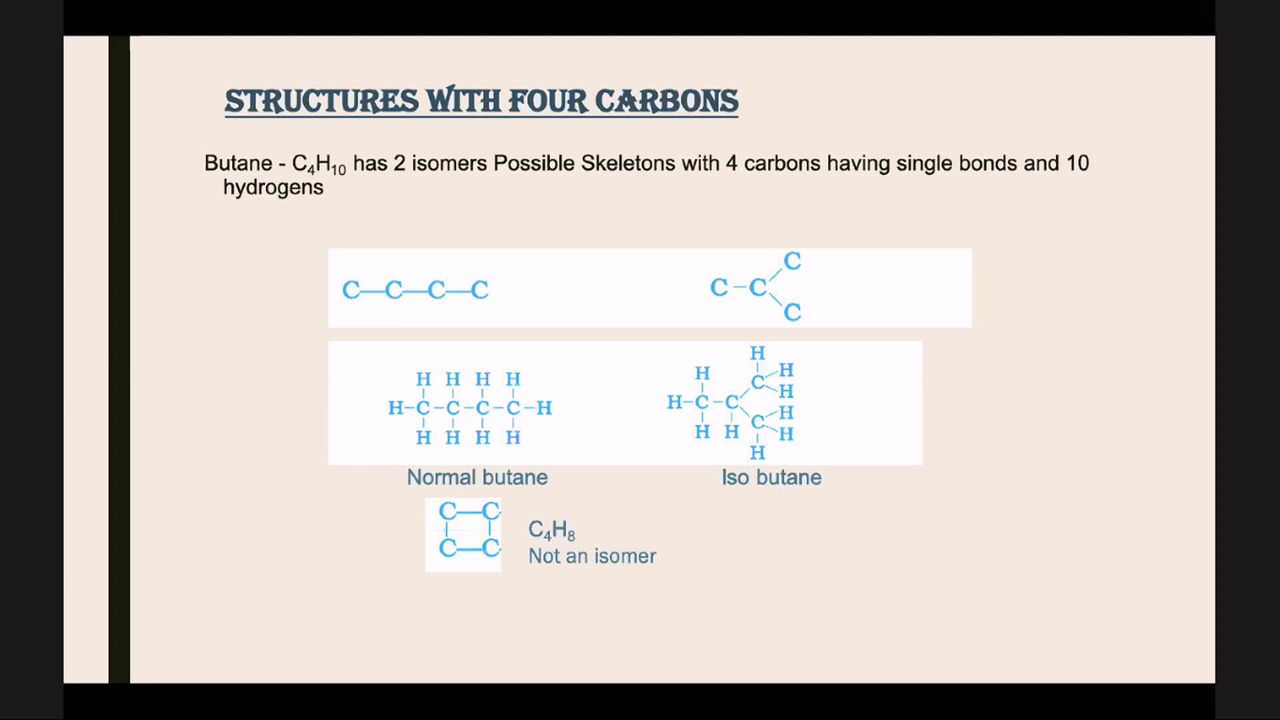 STRUCTURES WITH FOUR CARBONS
Butane - C₄H₁₀ has 2 isomers Possible Skeletons with 4 carbons having single bonds and 10
hydrogens
C
C—C—C—C C–C
C
H
H H
H H H H H C H
H–C–C–C–C–H H–C–C H
C H
H H H H H H H
H
Normal butane Iso butane
C—C
C₄H₈
C—C
Not an isomer